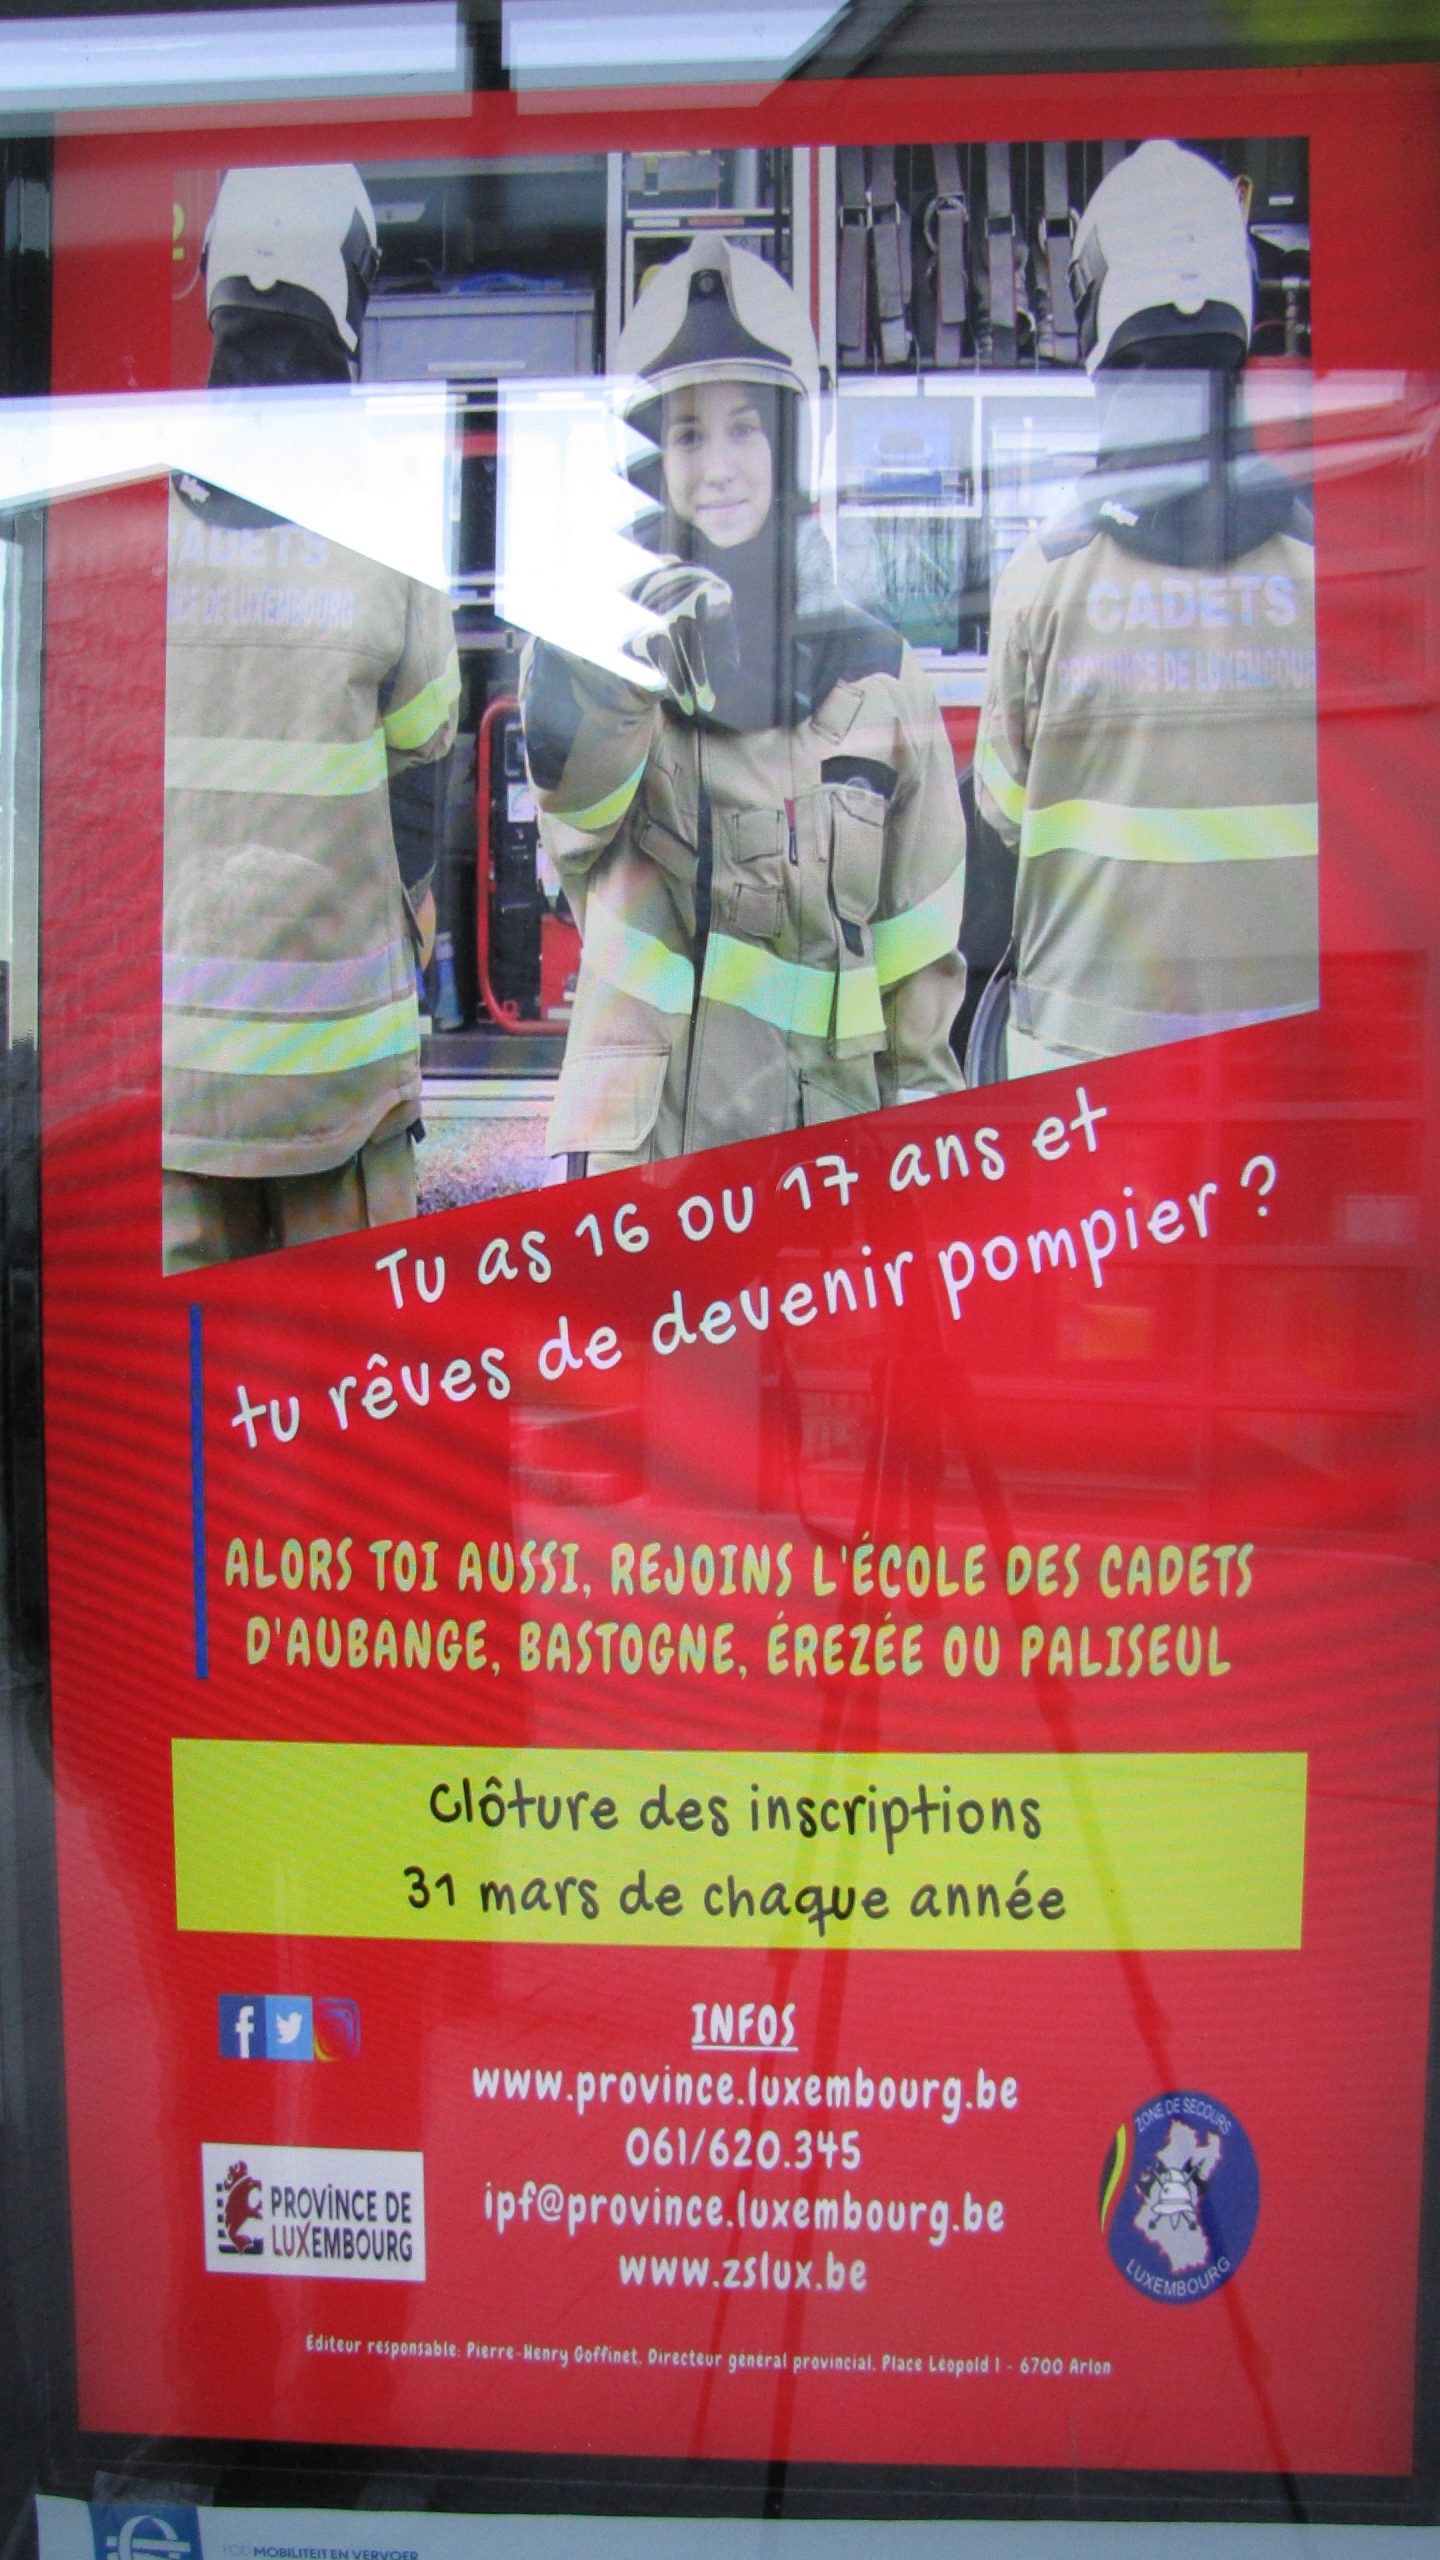 CADETS
PROVINCE DE LUXEMBOURG
Tu as 16 ou 17 ans et
tu rêves de devenir pompier ?
ALORS TOI AUSSI, REJOINS L'ÉCOLE DES CADETS
D'AUBANGE, BASTOGNE, ÉREZÉE OU PALISEUL
Clôture des inscriptions
31 mars de chaque année
INFOS
www.province.luxembourg.be
061/620.345
ipf@province.luxembourg.be
www.zslux.be
PROVINCE DE
LUXEMBOURG
ZONE DE SECOURS
LUXEMBOURG
Éditeur responsable: Pierre-Henry Goffinet, Directeur général provincial, Place Léopold 1 - 6700 Arlon
FOD MOBILITEIT EN VERVOER